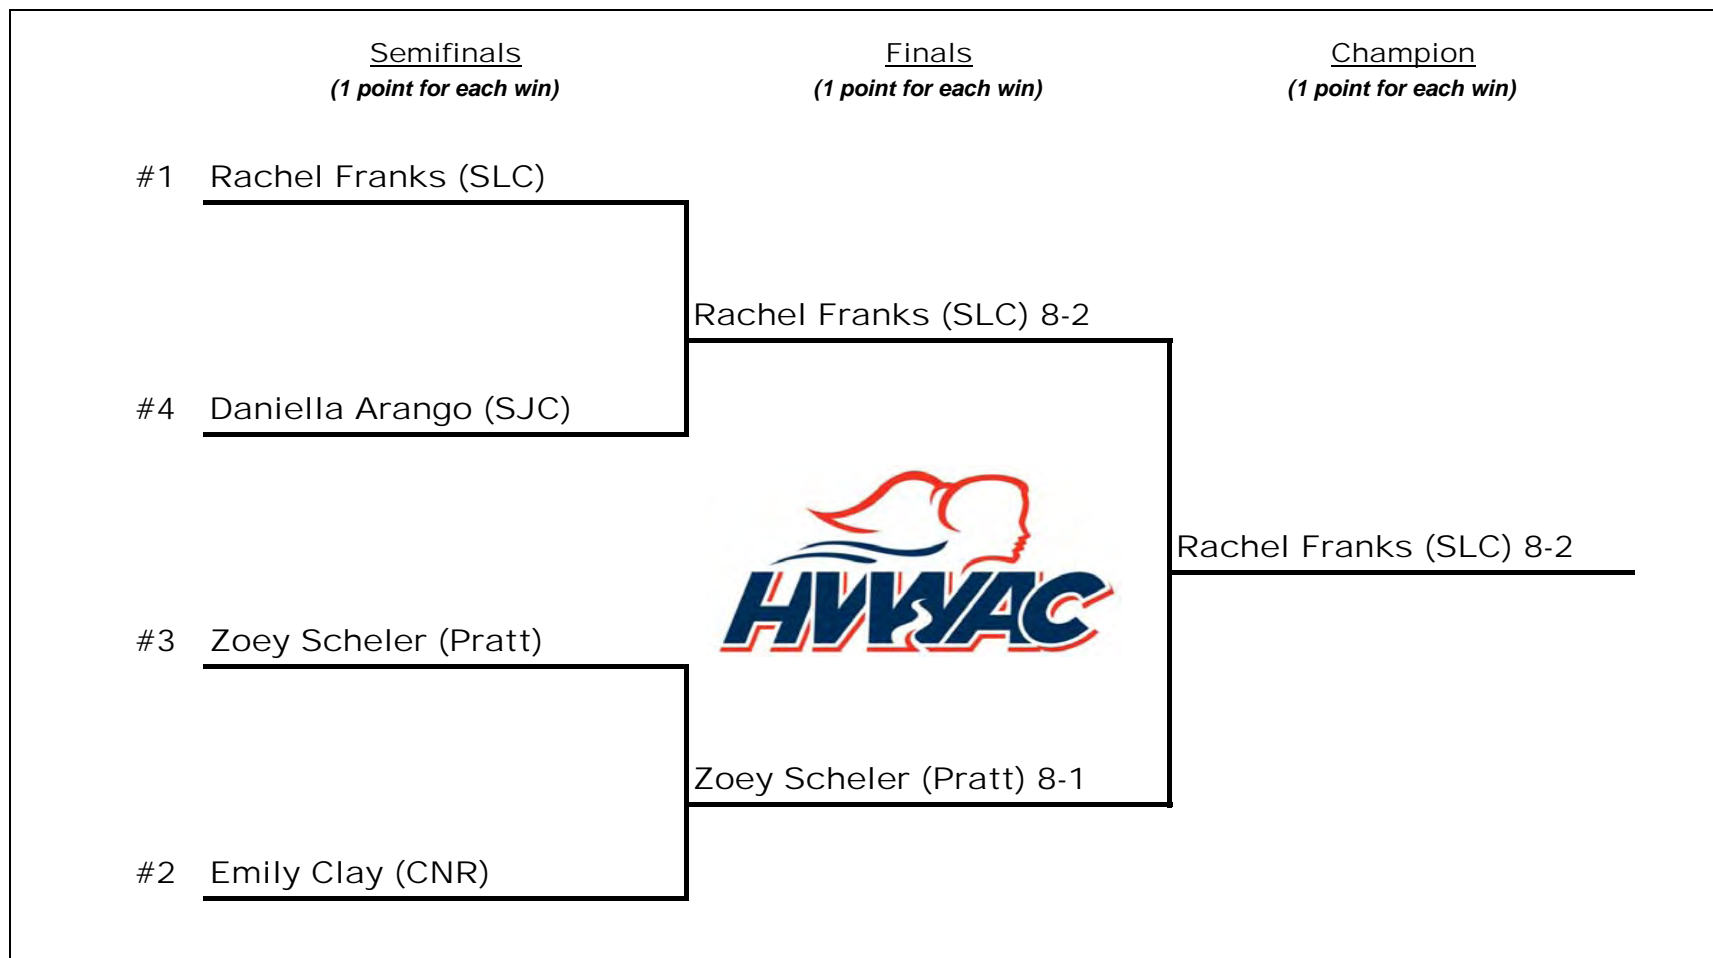 Semifinals
(1 point for each win)
Finals
(1 point for each win)
Champion
(1 point for each win)
#1 Rachel Franks (SLC)
Rachel Franks (SLC) 8-2
#4 Daniella Arango (SJC)
HVWAC
Rachel Franks (SLC) 8-2
#3 Zoey Scheler (Pratt)
Zoey Scheler (Pratt) 8-1
#2 Emily Clay (CNR)